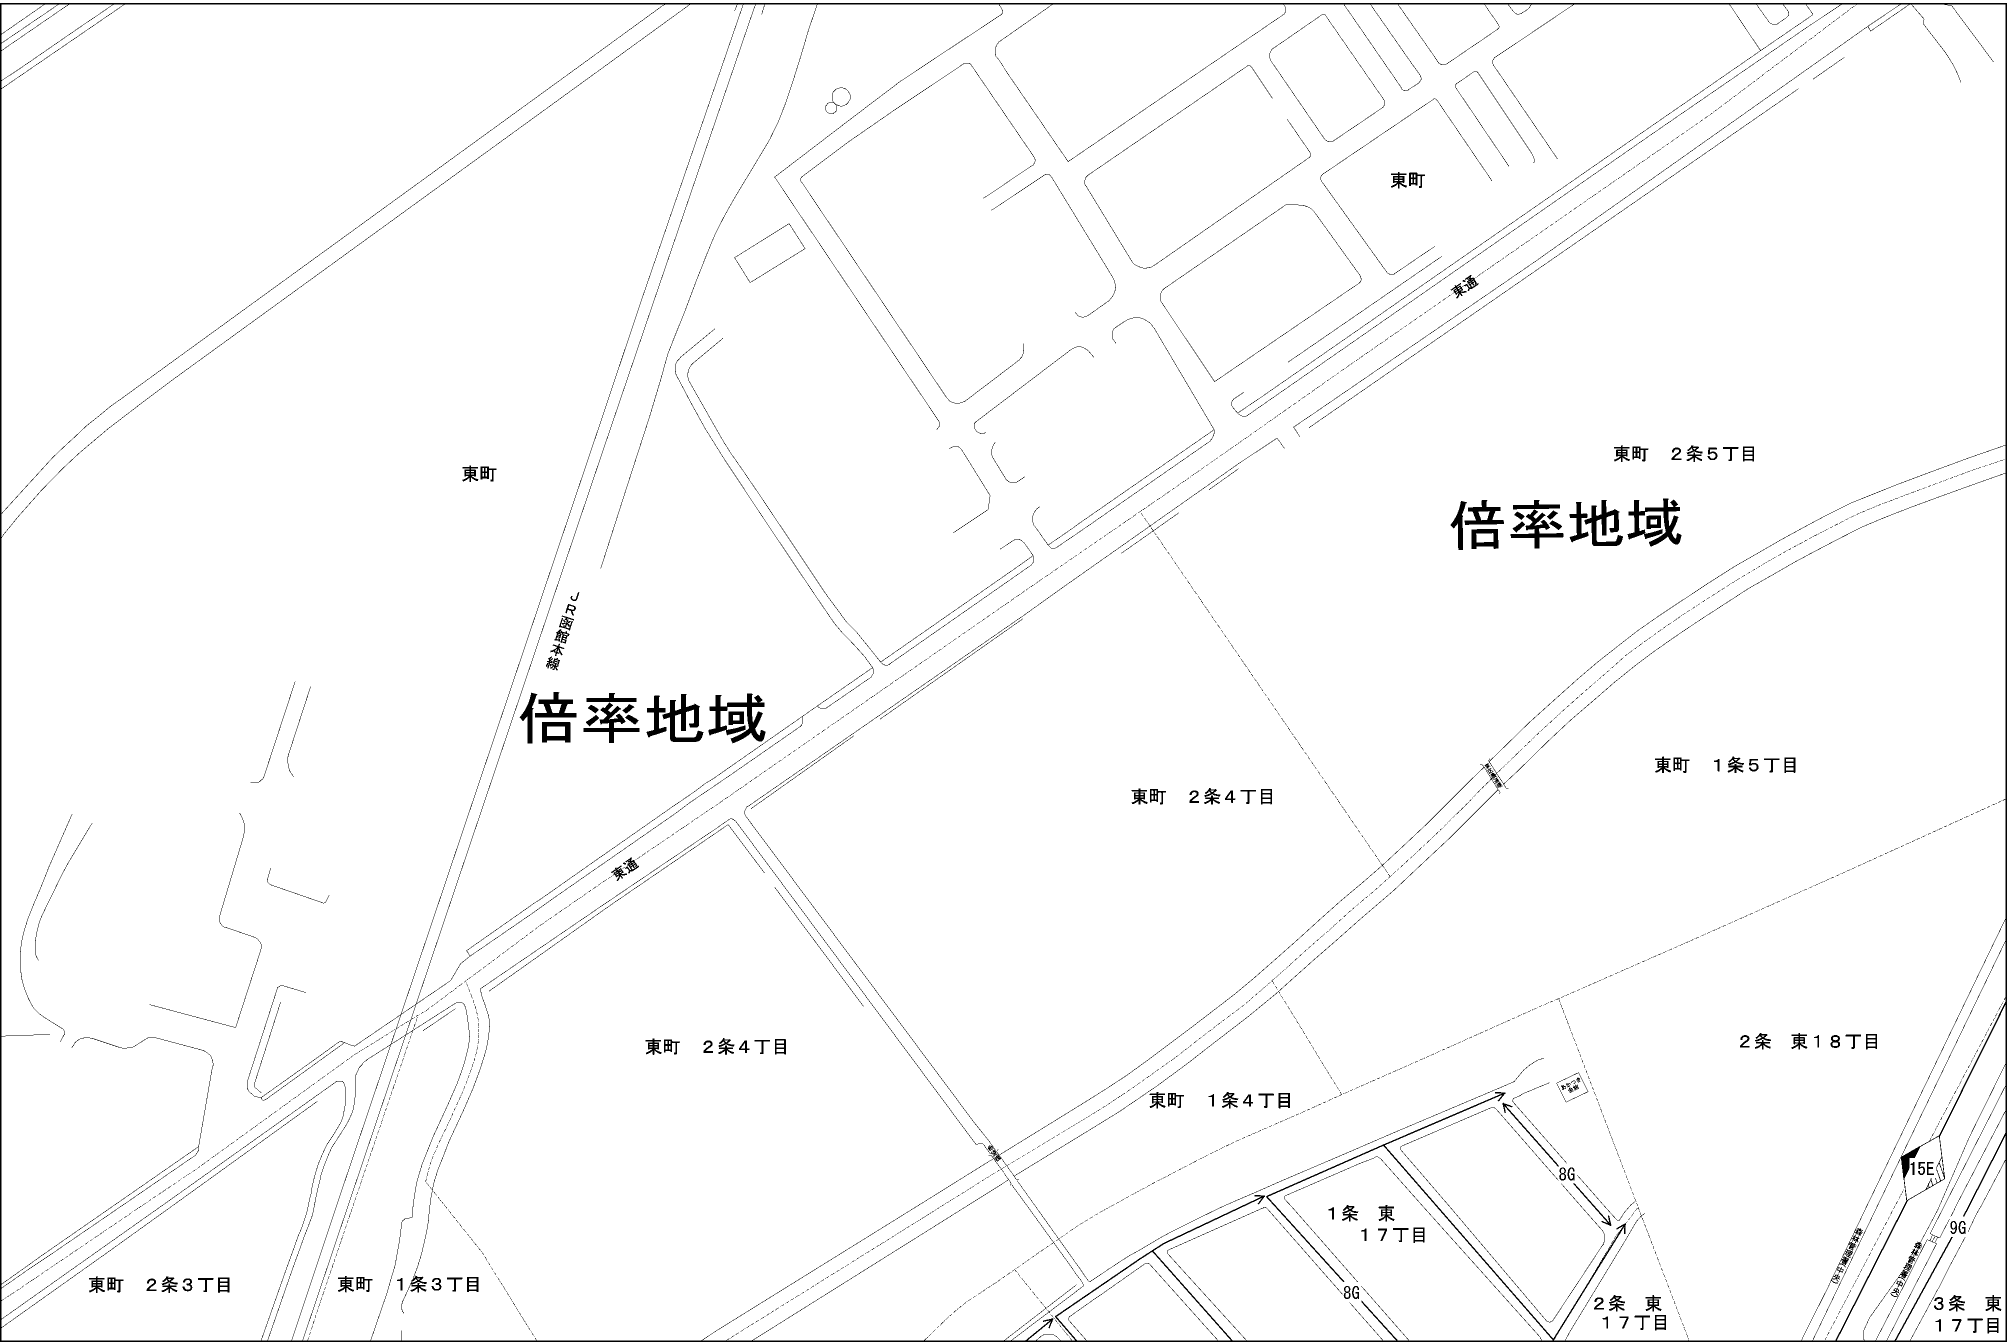 東町
東通
東町　２条５丁目
倍率地域
東町
ＪＲ函館本線
倍率地域
東町　１条５丁目
東町　２条４丁目
東通
２条　東１８丁目
東町　２条４丁目
東町　１条４丁目
8G
15E
１条　東
１７丁目
9G
東町　２条３丁目
東町　１条３丁目
8G
２条　東
１７丁目
３条　東
１７丁目